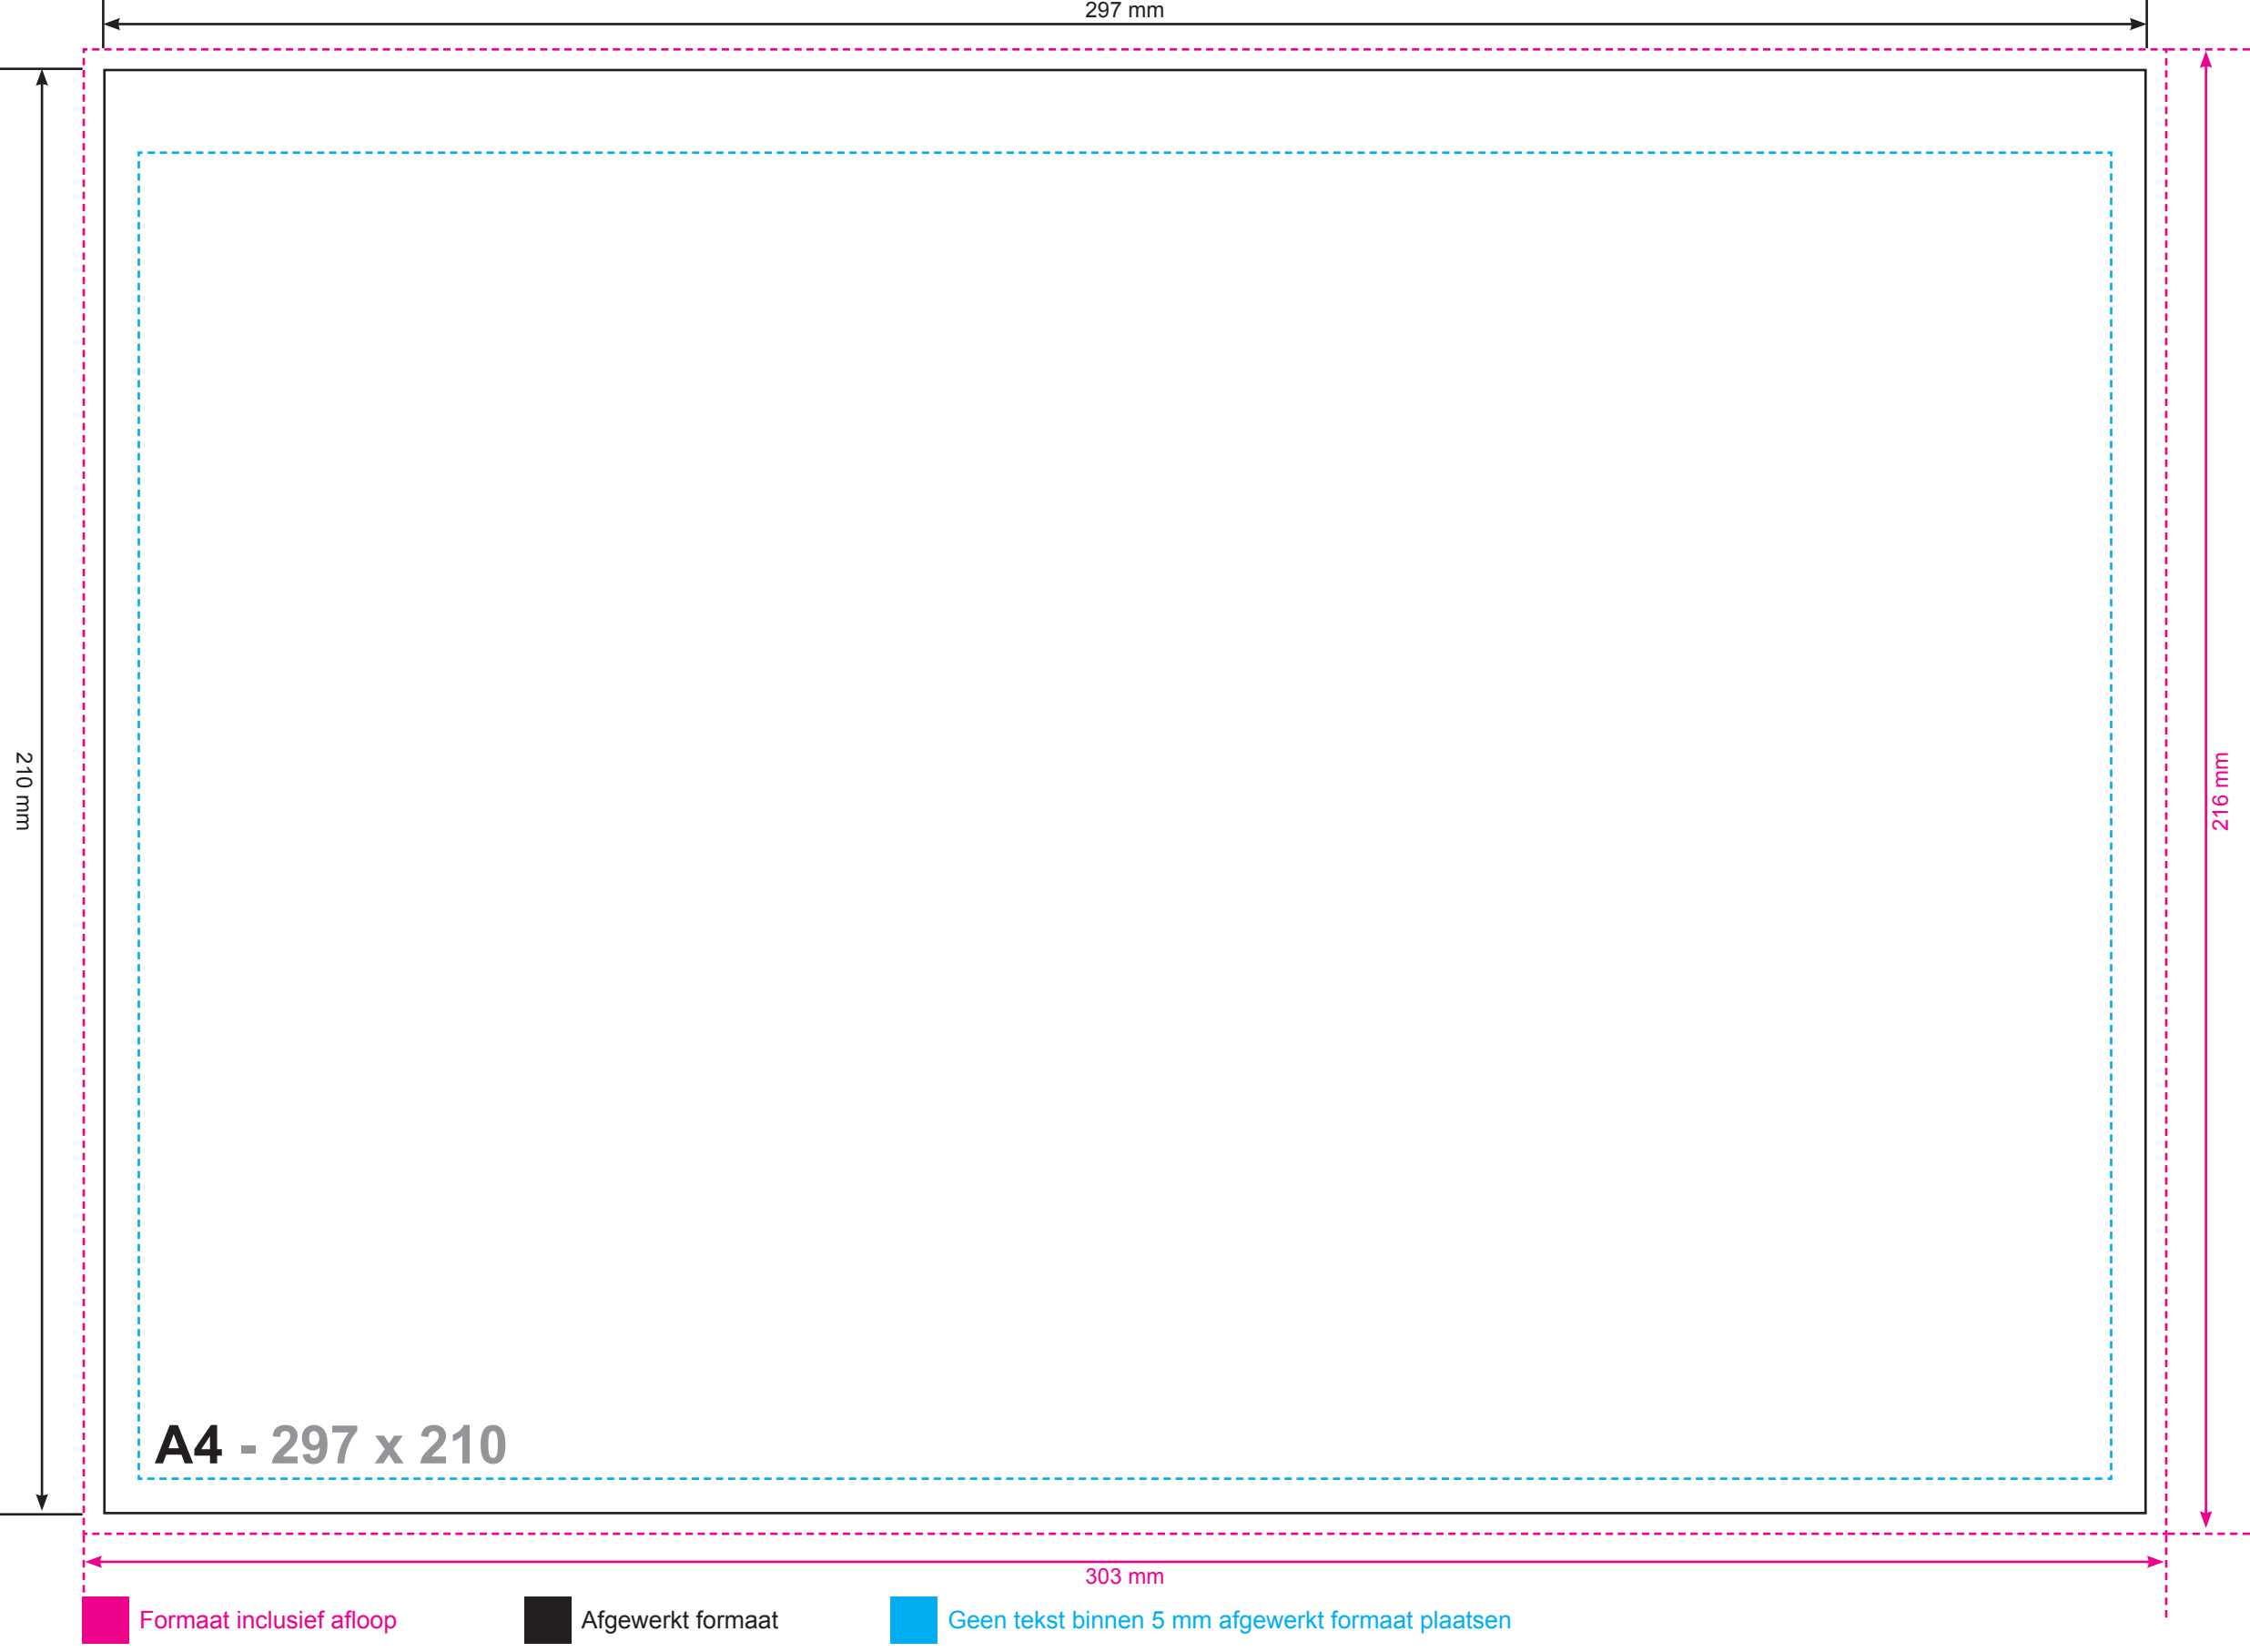 297 mm
210 mm
216 mm
A4 - 297 x 210
303 mm
Formaat inclusief afloop
Afgewerkt formaat
Geen tekst binnen 5 mm afgewerkt formaat plaatsen